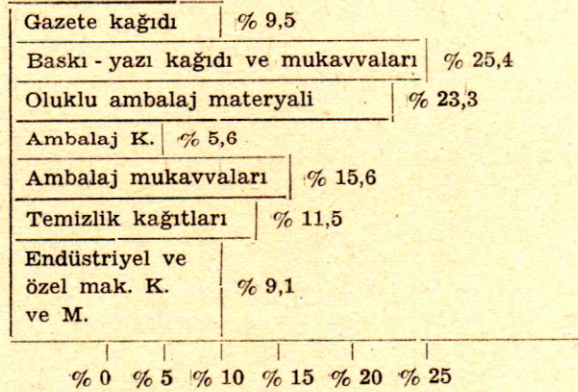 Gazete kağıdı % 9,5
Baskı - yazı kağıdı ve mukavvaları % 25,4
Oluklu ambalaj materyali % 23,3
Ambalaj K. % 5,6
Ambalaj mukavvaları % 15,6
Temizlik kağıtları % 11,5
Endüstriyel ve
özel mak. K. % 9,1
ve M.
% 0 % 5 % 10 % 15 % 20 % 25